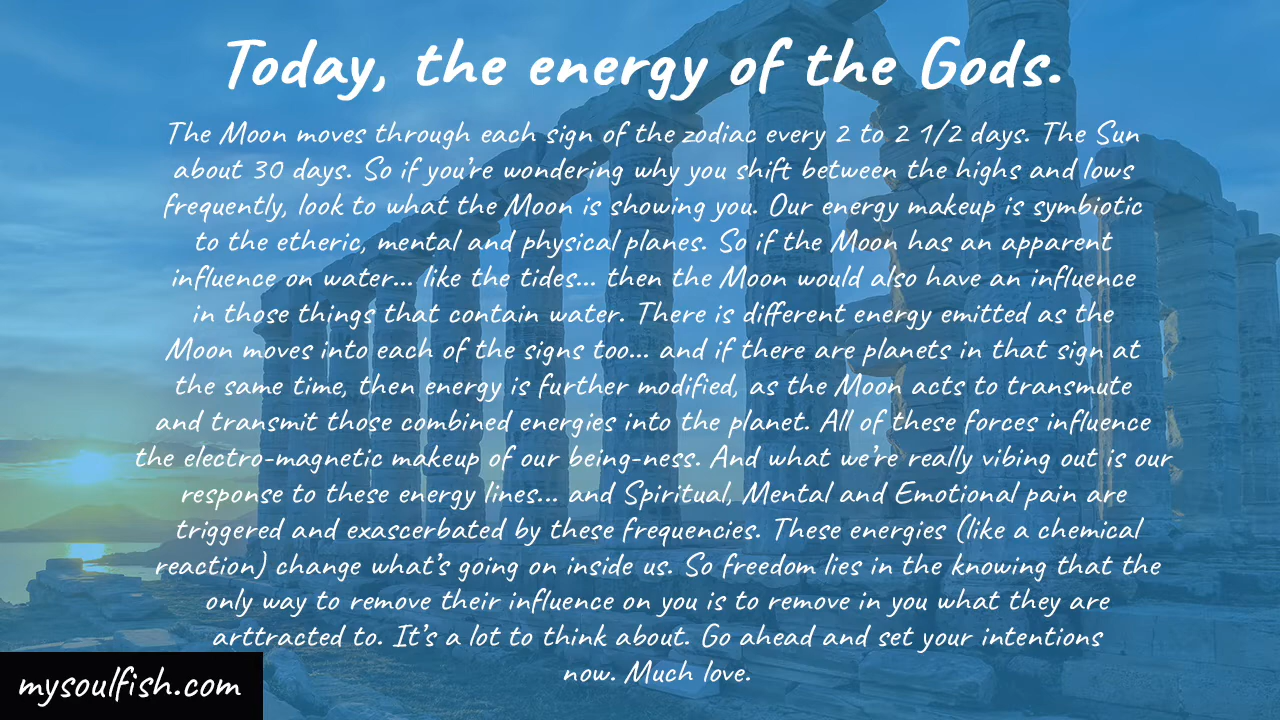 Today, the energy of the Gods.
The Moon moves through each sign of the zodiac every 2 to 2 1/2 days. The Sun
about 30 days. So if you're wondering why you shift between the highs and lows
frequently, look to what the Moon is showing you. Our energy makeup is symbiotic
to the etheric, mental and physical planes. So if the Moon has an apparent
influence on water... like the tides... then the Moon would also have an influence
in those things that contain water. There is different energy emitted as the
Moon moves into each of the signs too... and if there are planets in that sign at
the same time, then energy is further modified, as the Moon acts to transmute
and transmit those combined energies into the planet. All of these forces influence
the electro-magnetic makeup of our being-ness. And what we're really vibing out is our
response to these energy lines... and Spiritual, Mental and Emotional pain are
triggered and exascerbated by these frequencies. These energies (like a chemical
reaction) change what's going on inside us. So freedom lies in the knowing that the
only way to remove their influence on you is to remove in you what they are
arttracted to. It's a lot to think about. Go ahead and set your intentions
now. Much love.
mysoulfish.com